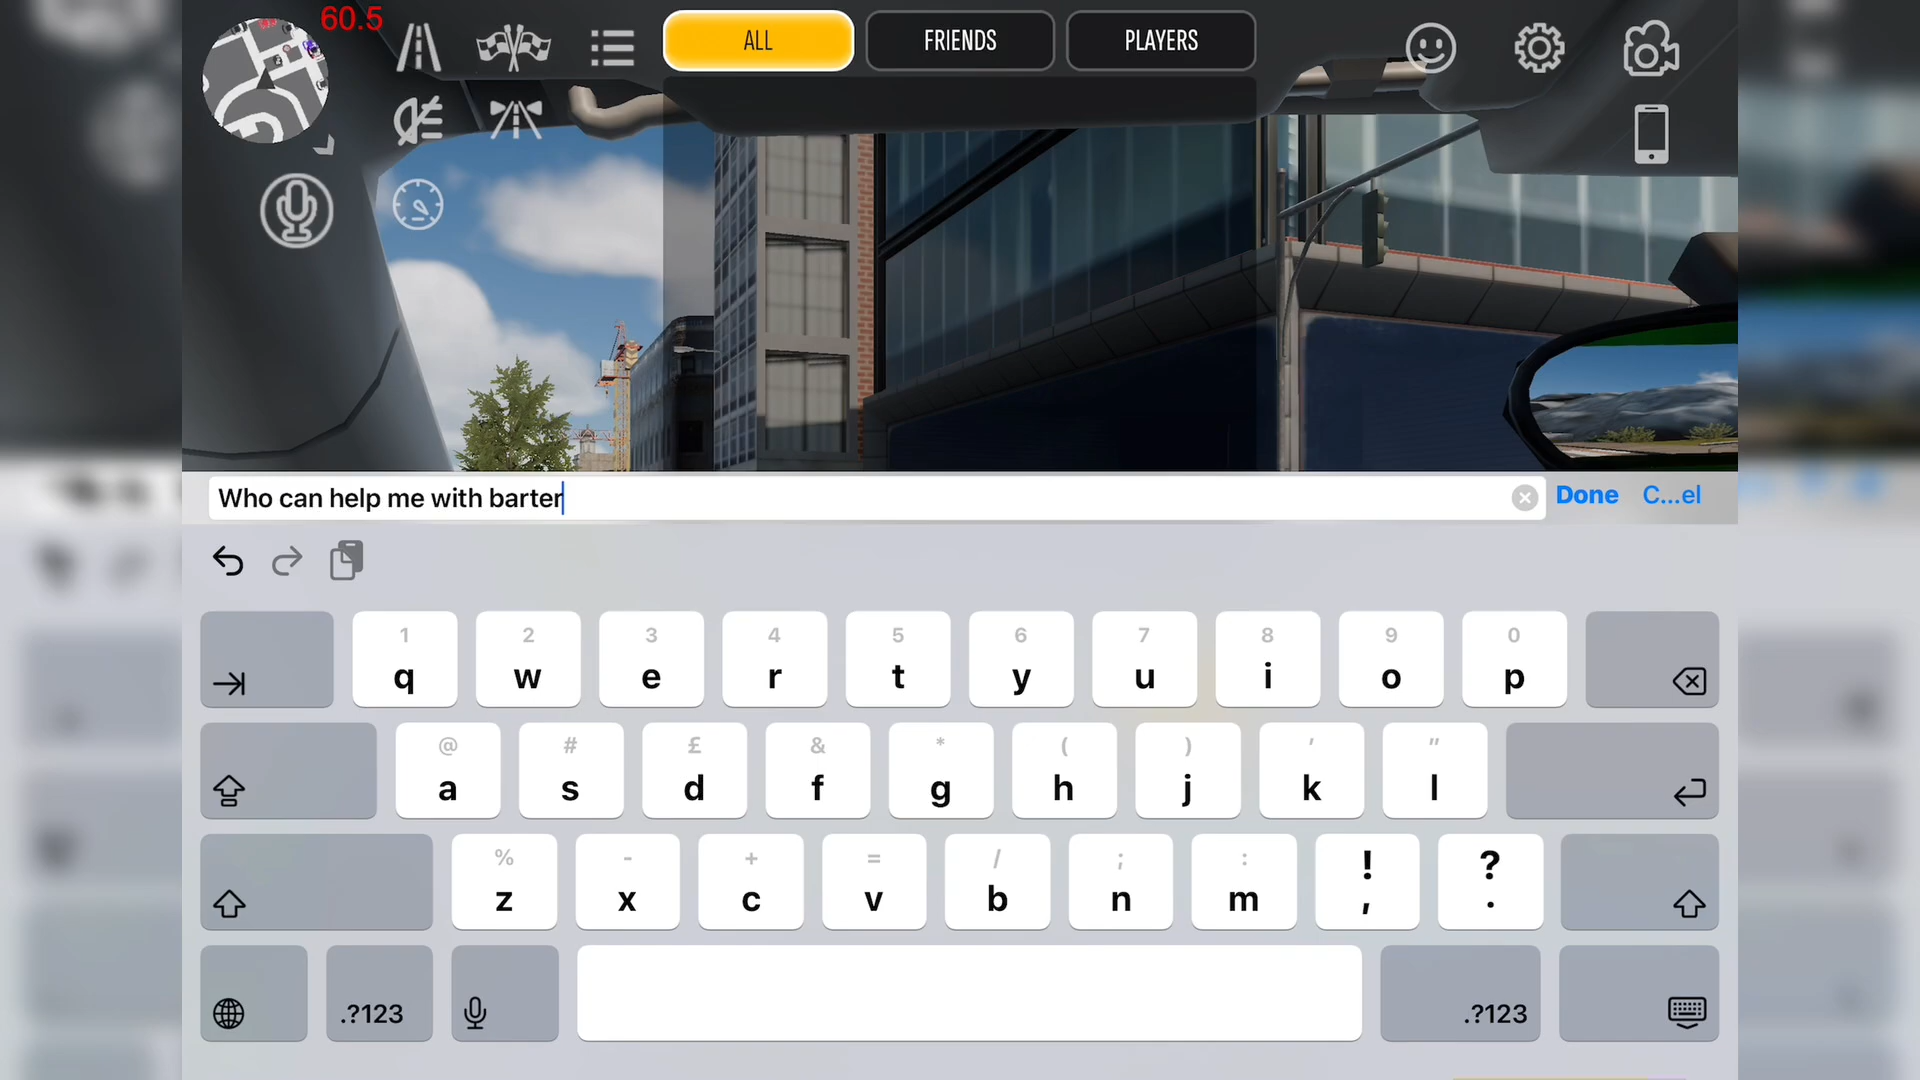 60.5
ALL
FRIENDS
PLAYERS
Who can help me with barter
Done
C...el
1 2 3 4 5 6 7 8 9 0
q w e r t y u i o p
@ # £ & * ( ) ' "
a s d f g h j k l
% - + = / ; : ! ?
z x c v b n m , .
.?123
.?123